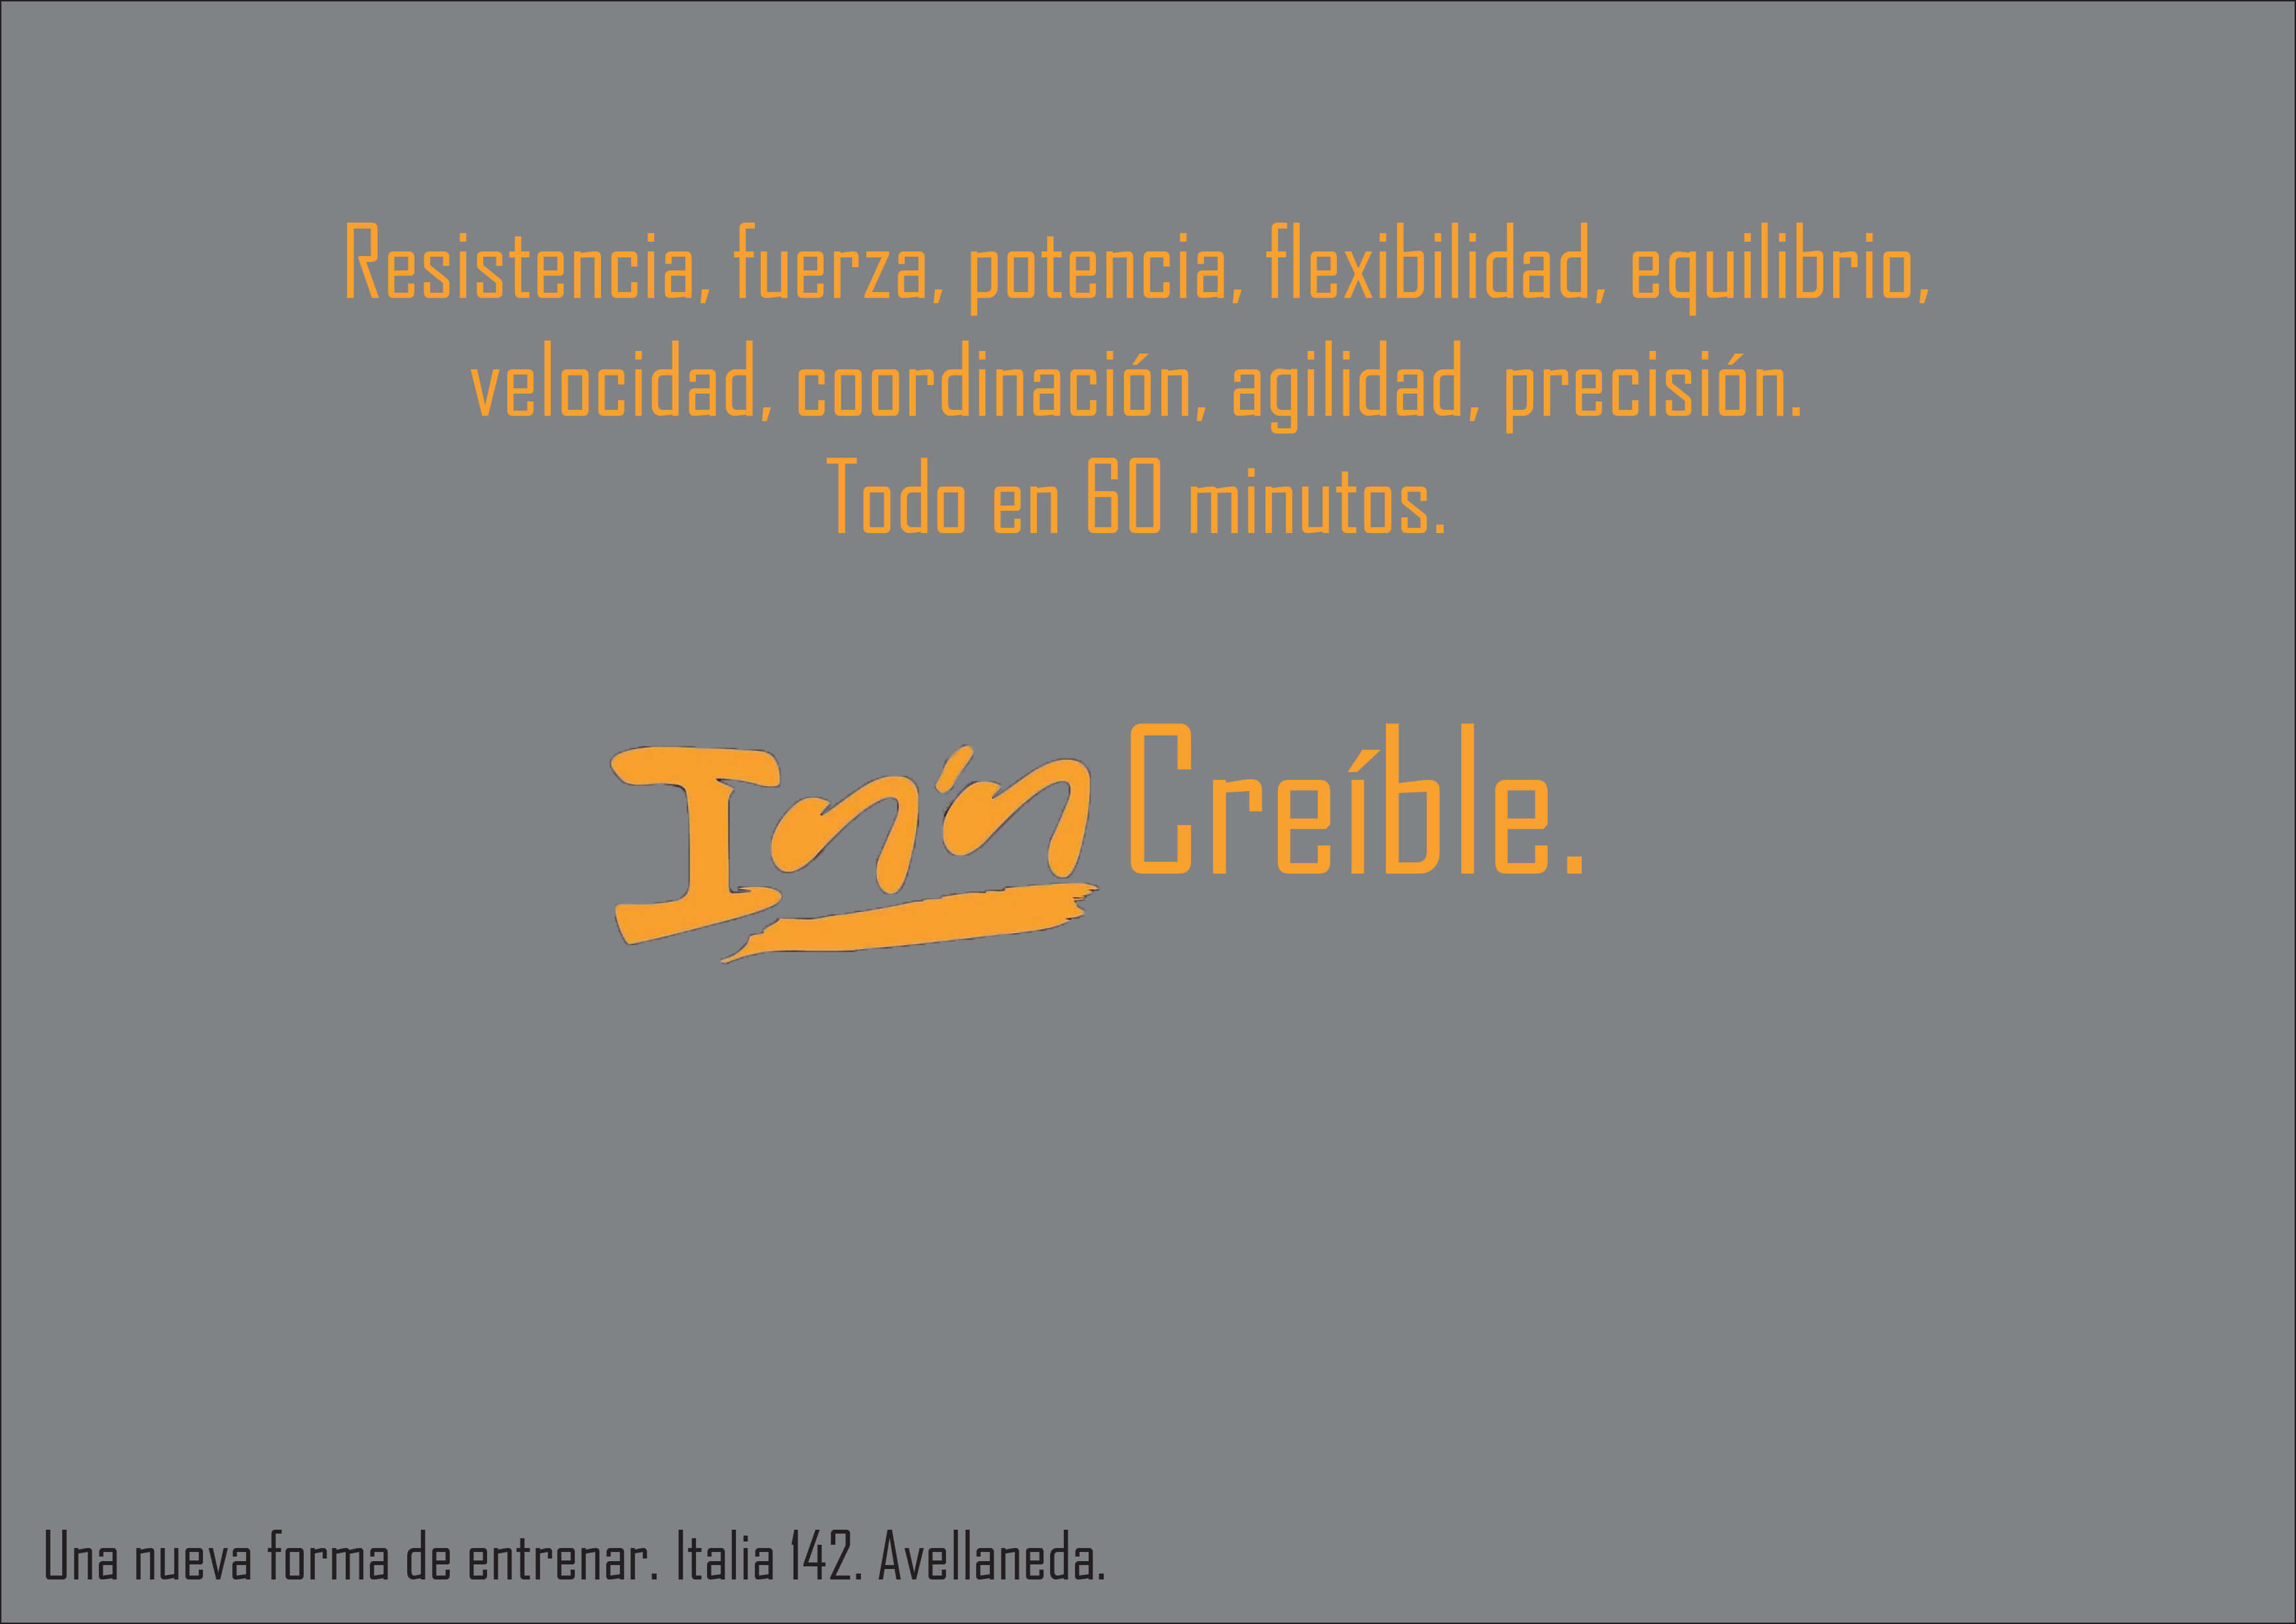 Resistencia, fuerza, potencia, flexibilidad, equilibrio,
velocidad, coordinación, agilidad, precisión.
Todo en 60 minutos.
In'n Creíble.
Una nueva forma de entrenar. Italia 142. Avellaneda.